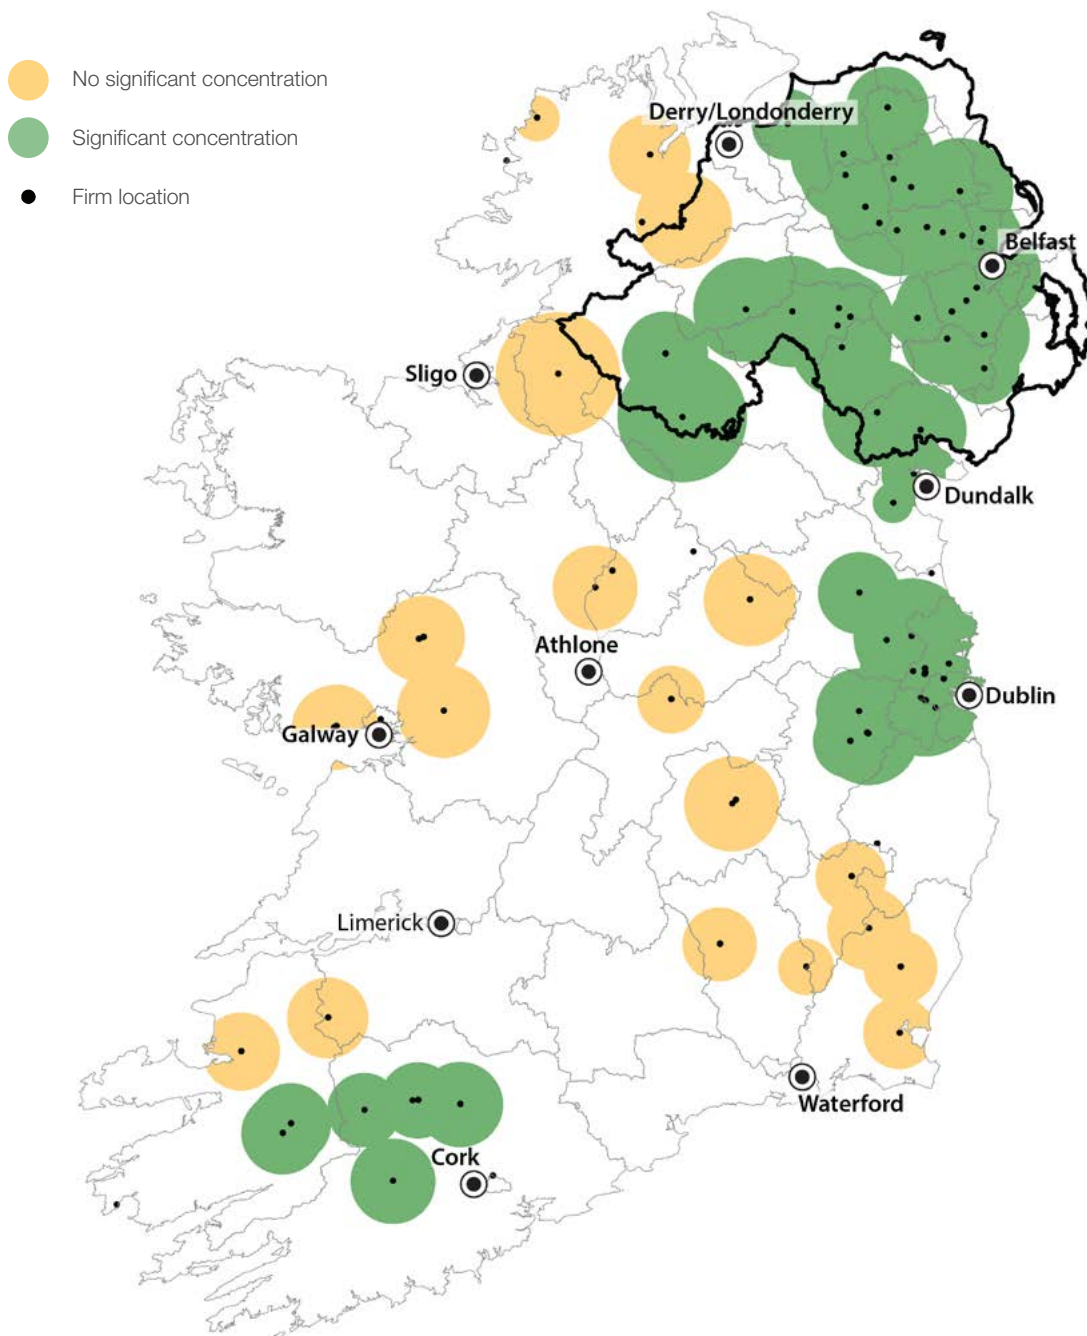 No significant concentration
Significant concentration
Firm location
Derry/Londonderry
Belfast
Sligo
Dundalk
Athlone
Dublin
Galway
Limerick
Waterford
Cork